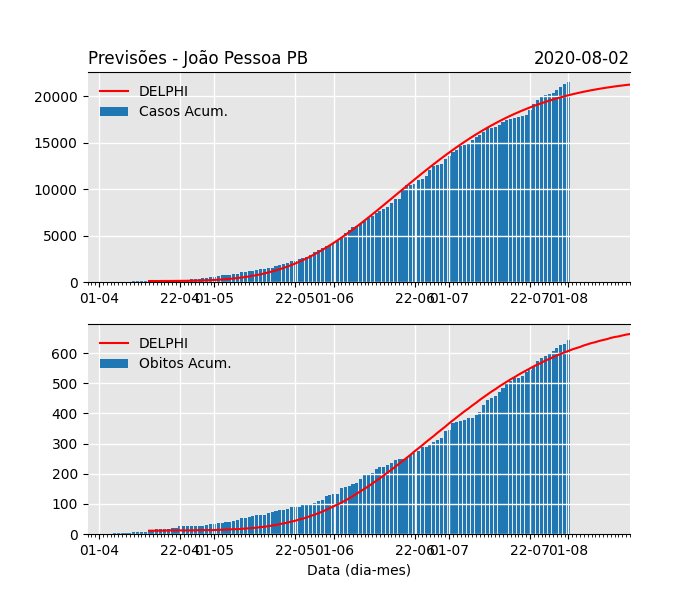 Previsões - João Pessoa PB 2020-08-02
DELPHI
Casos Acum.
20000
15000
10000
5000
0
01-04 22-04 01-05 22-05 01-06 22-06 01-07 22-07 01-08
DELPHI
Obitos Acum.
600
500
400
300
200
100
0
01-04 22-04 01-05 22-05 01-06 22-06 01-07 22-07 01-08
Data (dia-mes)